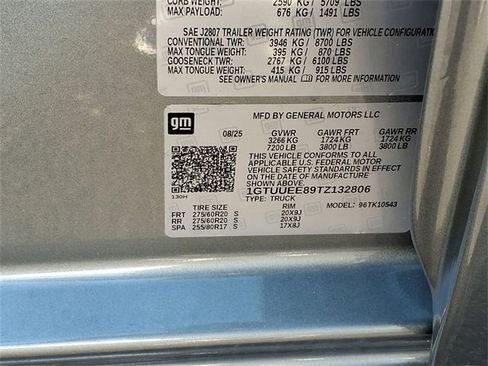 CURB WEIGHT: 2590 KG / 5709 LBS
MAX PAYLOAD: 676 KG / 1491 LBS
SAE J2807 TRAILER WEIGHT RATING (TWR) FOR VEHICLE CONFIGURATION
CONVENTIONAL TWR: 3946 KG / 8700 LBS
MAX TONGUE WEIGHT: 395 KG / 870 LBS
GOOSENECK TWR: 2767 KG / 6100 LBS
MAX TONGUE WEIGHT: 415 KG / 915 LBS
SEE OWNER'S MANUAL FOR MORE INFORMATION
gm
MFD BY GENERAL MOTORS LLC
08/25 GVWR GAWR FRT GAWR RR
3266 KG 1724 KG 1724 KG
7200 LB 3800 LB 3800 LB
THIS VEHICLE CONFORMS TO ALL
APPLICABLE U.S. FEDERAL MOTOR
VEHICLE SAFETY STANDARDS IN EFFECT
ON THE DATE OF MANUFACTURE SHOWN ABOVE.
1GTUUEE89TZ132806
130H TYPE: TRUCK MODEL: 96TK10543
TIRE SIZE RIM
FRT 275/60R20 S 20X9J
RR 275/60R20 S 20X9J
SPA 255/80R17 S 17X8J